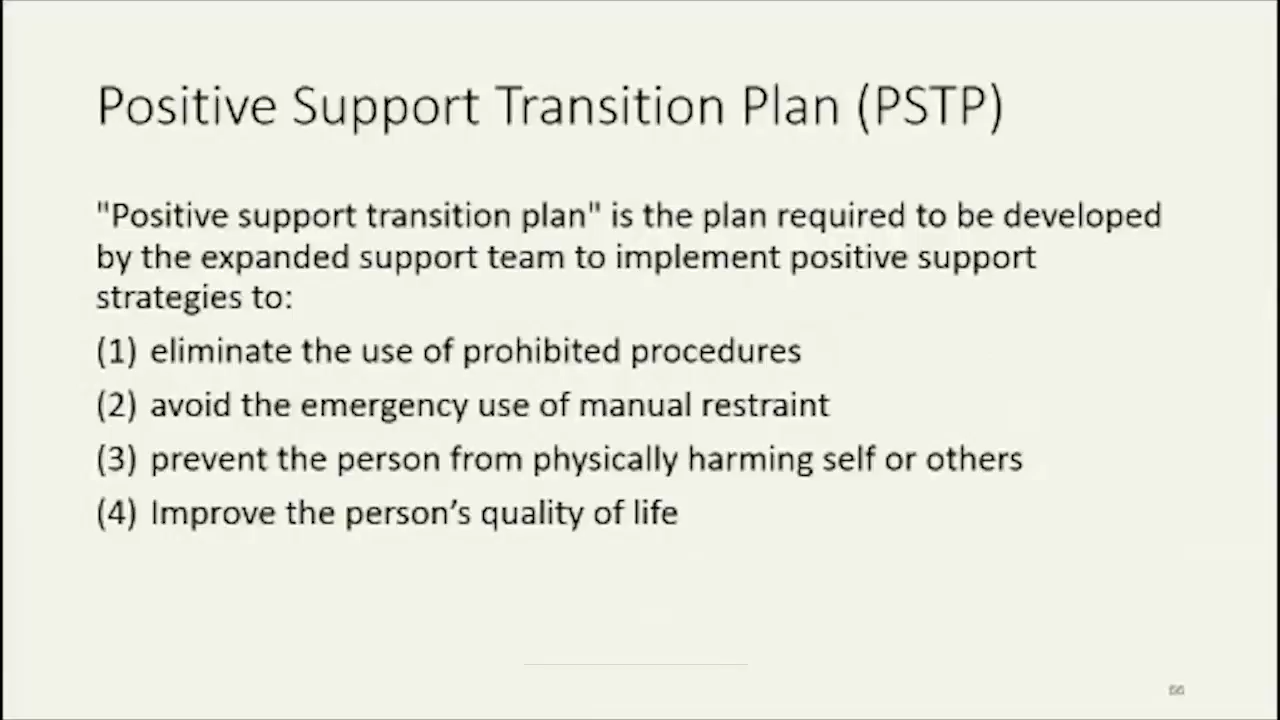 Positive Support Transition Plan (PSTP)
"Positive support transition plan" is the plan required to be developed
by the expanded support team to implement positive support
strategies to:
(1) eliminate the use of prohibited procedures
(2) avoid the emergency use of manual restraint
(3) prevent the person from physically harming self or others
(4) Improve the person’s quality of life